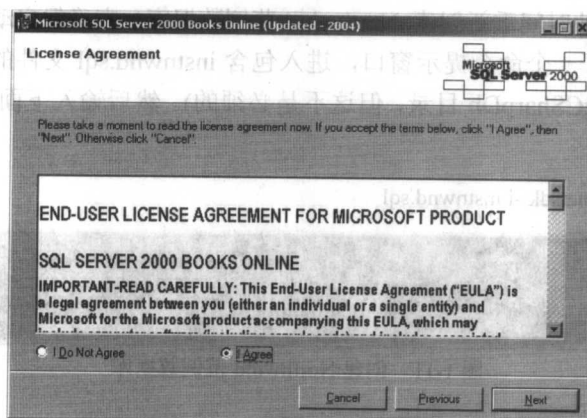 Microsoft SQL Server 2000 Books Online (Updated - 2004)
License Agreement
Microsoft
SQL Server 2000
Please take a moment to read the license agreement now. If you accept the terms below, click "I Agree", then
"Next". Otherwise click "Cancel".
END-USER LICENSE AGREEMENT FOR MICROSOFT PRODUCT
SQL SERVER 2000 BOOKS ONLINE
IMPORTANT-READ CAREFULLY: This End-User License Agreement ("EULA") is
a legal agreement between you (either an individual or a single entity) and
Microsoft for the Microsoft product accompanying this EULA, which may
I Do Not Agree
I Agree
Cancel
Previous
Next